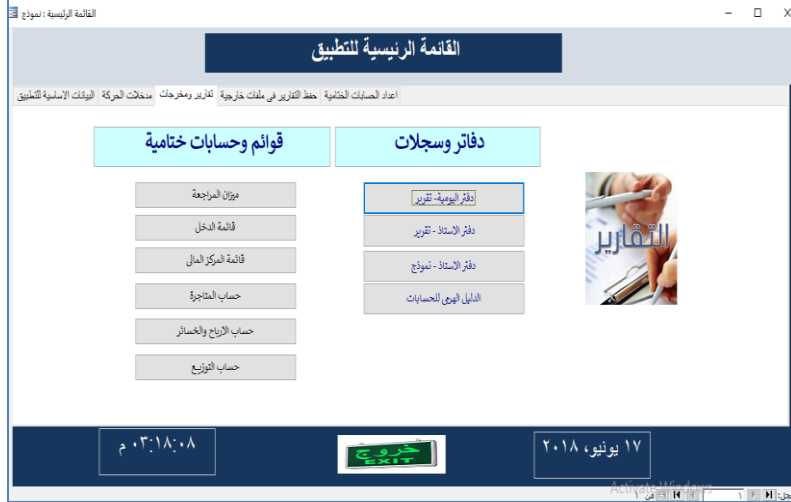 القائمة الرئيسية : نموذج
القائمة الرئيسية للتطبيق
البيانات الاساسية للتطبيق
مدخلات الحركة
تقارير ومخرجات
حفظ التقارير فى ملفات خارجية
اعداد الحسابات الختامية
دفاتر وسجلات
قوائم وحسابات ختامية
التقارير
دفتر اليومية- تقرير
دفتر الاستاذ - تقرير
دفتر الاستاذ - نموذج
الدليل الهرمى للحسابات
ميزان المراجعة
قائمة الدخل
قائمة المركز المالى
حساب المتاجرة
حساب الارباح والخسائر
حساب التوزيع
١٧ يونيو، ٢٠١٨
خروج
EXIT
٠٣:١٨:٠٨ م
Activate Windows
١
من ١